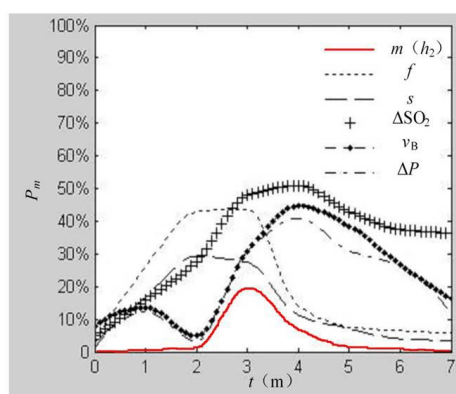 100%
90%
80%
70%
60%
50%
40%
30%
20%
10%
0
P_m
m (h₂)
f
s
ΔSO₂
v_B
ΔP
0 1 2 3 4 5 6 7
t (m)